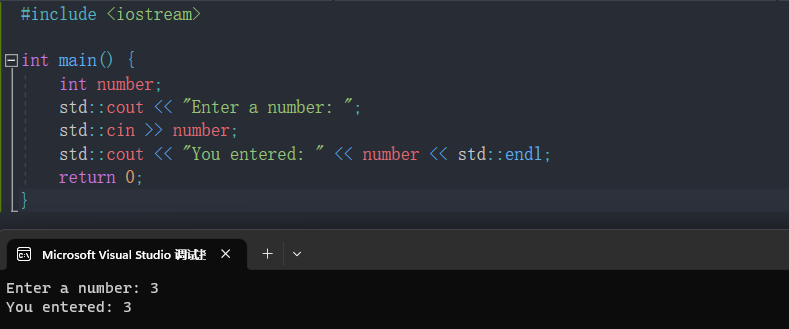 #include <iostream>
int main() {
int number;
std::cout << "Enter a number: ";
std::cin >> number;
std::cout << "You entered: " << number << std::endl;
return 0;
}
Microsoft Visual Studio 调试
Enter a number: 3
You entered: 3